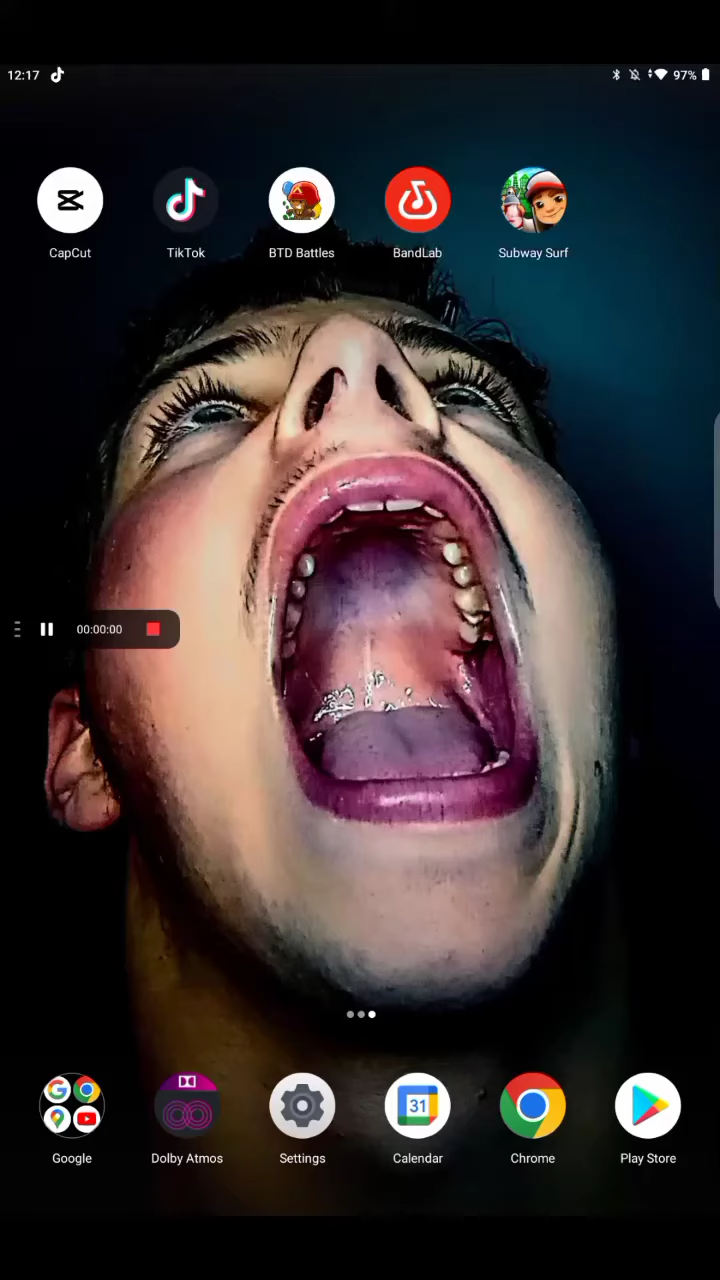 12:17
97%
CapCut
TikTok
BTD Battles
BandLab
Subway Surf
00:00:00
31
Google
Dolby Atmos
Settings
Calendar
Chrome
Play Store